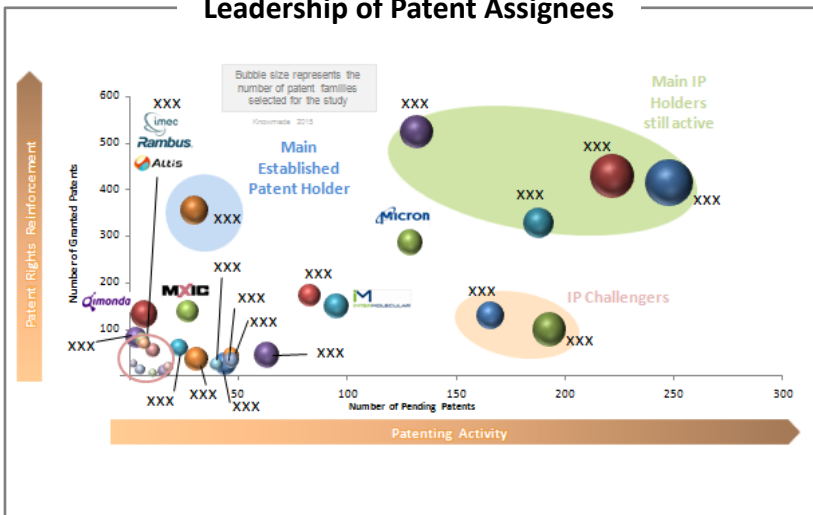 Leadership of Patent Assignees
Bubble size represents the
number of patent families
selected for the study
Knowmade 2015
Main IP
Holders
still active
Main
Established
Patent Holder
IP Challengers
Patent Rights Reinforcement
Number of Granted Patents
600
500
400
300
200
100
XXX
imec
Rambus
Altis
XXX
XXX
XXX
XXX
XXX
Micron
XXX
XXX
XXX
XXX
XXX
Qimonda
MXIC
INTERMOLECULAR
XXX
XXX
XXX
XXX
XXX
XXX
50
100
150
200
250
300
Number of Pending Patents
Patenting Activity